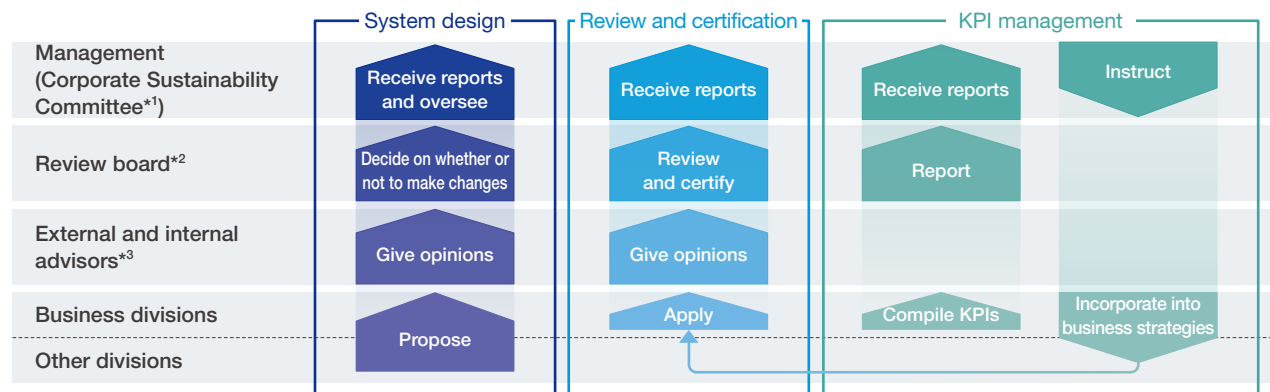 System design
Review and certification
KPI management
Management
(Corporate Sustainability
Committee*1)
Receive reports
and oversee
Receive reports
Receive reports
Instruct
Review board*2
Decide on whether or
not to make changes
Review
and certify
Report
External and internal
advisors*3
Give opinions
Give opinions
Business divisions
Other divisions
Propose
Apply
Compile KPIs
Incorporate into
business strategies